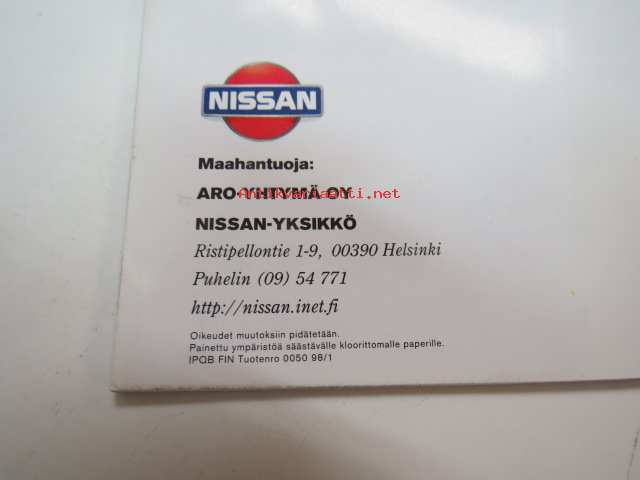 NISSAN
Maahantuoja:
ARO-YHTYMÄ OY
Antikvariaatti.net
NISSAN-YKSIKKÖ
Ristipellontie 1-9, 00390 Helsinki
Puhelin (09) 54 771
http://nissan.inet.fi
Oikeudet muutoksiin pidätetään.
Painettu ympäristöä säästävälle kloorittomalle paperille.
IPQB FIN Tuotenro 0050 98/1